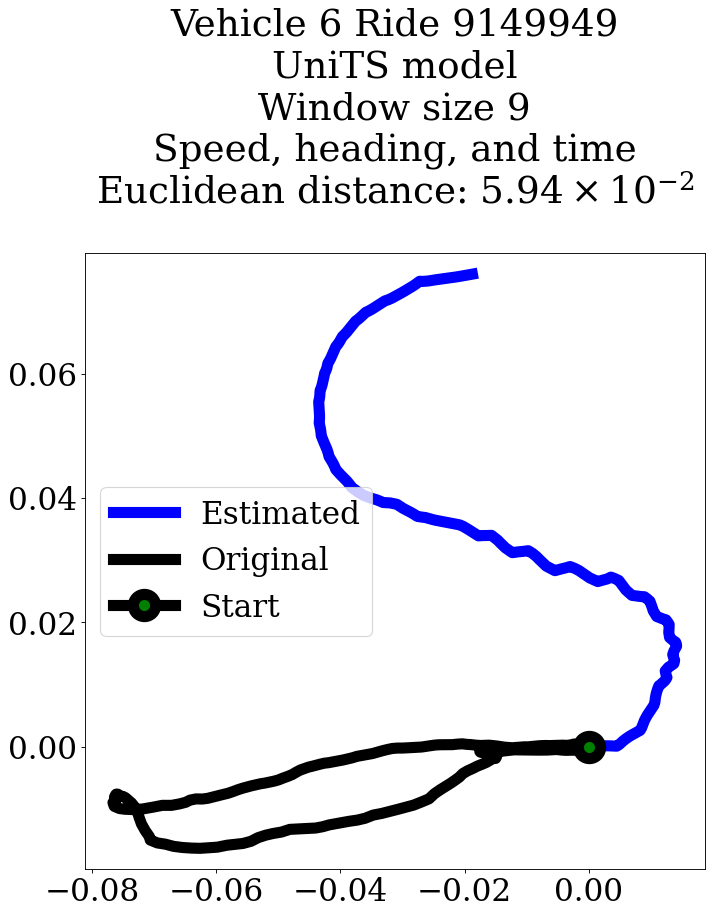 Vehicle 6 Ride 9149949
UniTS model
Window size 9
Speed, heading, and time
Euclidean distance: 5.94 × 10⁻²
0.06
0.04
0.02
0.00
Estimated
Original
Start
−0.08 −0.06 −0.04 −0.02 0.00